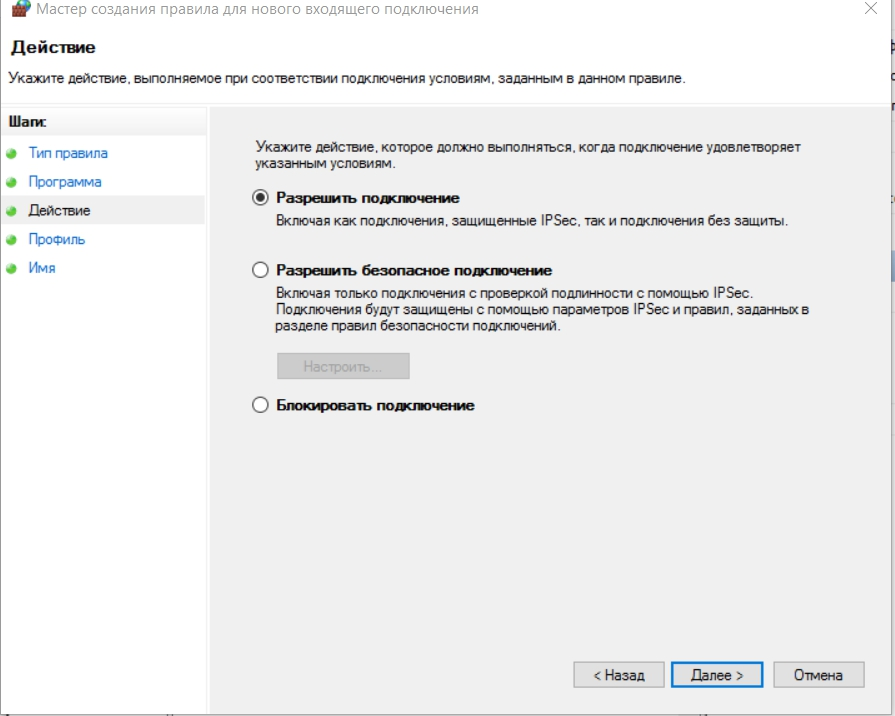 Мастер создания правила для нового входящего подключения
Действие
Укажите действие, выполняемое при соответствии подключения условиям, заданным в данном правиле.
Шаги:
Тип правила
Программа
Действие
Профиль
Имя
Укажите действие, которое должно выполняться, когда подключение удовлетворяет
указанным условиям.
Разрешить подключение
Включая как подключения, защищенные IPSec, так и подключения без защиты.
Разрешить безопасное подключение
Включая только подключения с проверкой подлинности с помощью IPSec.
Подключения будут защищены с помощью параметров IPSec и правил, заданных в
разделе правил безопасности подключений.
Настроить...
Блокировать подключение
< Назад
Далее >
Отмена